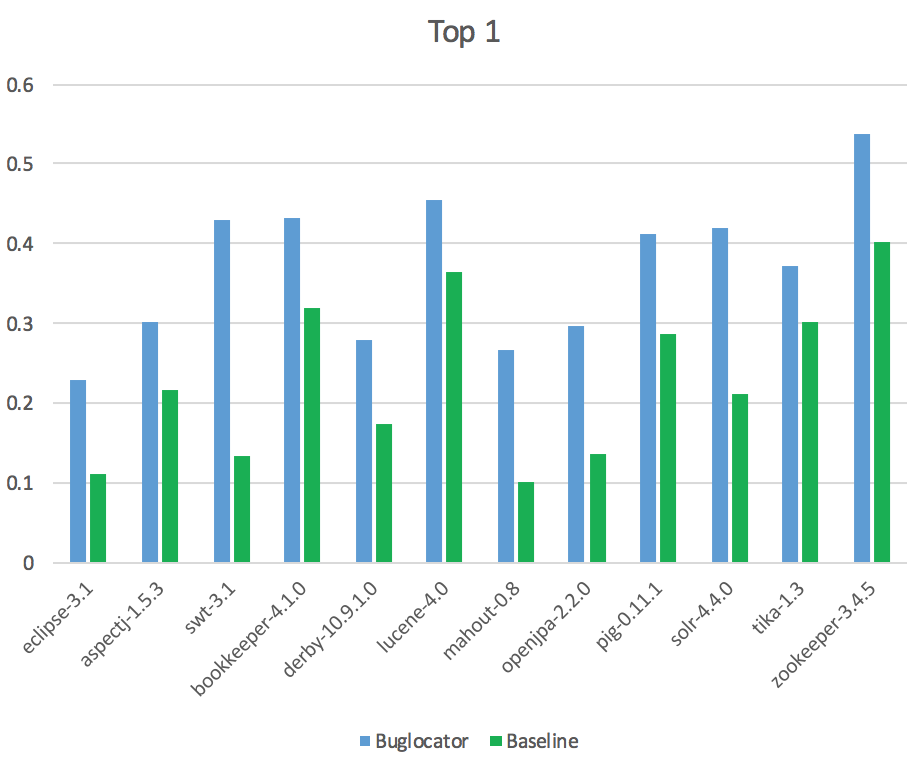 Top 1
0.6
0.5
0.4
0.3
0.2
0.1
0
eclipse-3.1
aspectj-1.5.3
swt-3.1
bookkeeper-4.1.0
derby-10.9.1.0
lucene-4.0
mahout-0.8
openjpa-2.2.0
pig-0.11.1
solr-4.4.0
tika-1.3
zookeeper-3.4.5
Buglocator Baseline